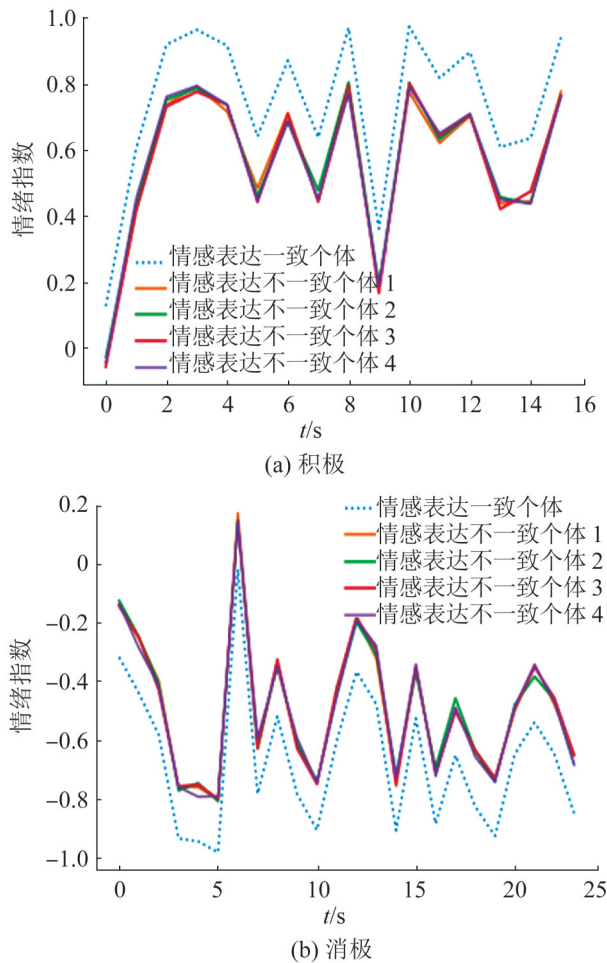 1.0
0.8
0.6
0.4
0.2
0
情绪指数
情感表达一致个体
情感表达不一致个体 1
情感表达不一致个体 2
情感表达不一致个体 3
情感表达不一致个体 4
0 2 4 6 8 10 12 14 16
t/s
(a) 积极
0.2
0
-0.2
-0.4
-0.6
-0.8
-1.0
情绪指数
情感表达一致个体
情感表达不一致个体 1
情感表达不一致个体 2
情感表达不一致个体 3
情感表达不一致个体 4
0 5 10 15 20 25
t/s
(b) 消极